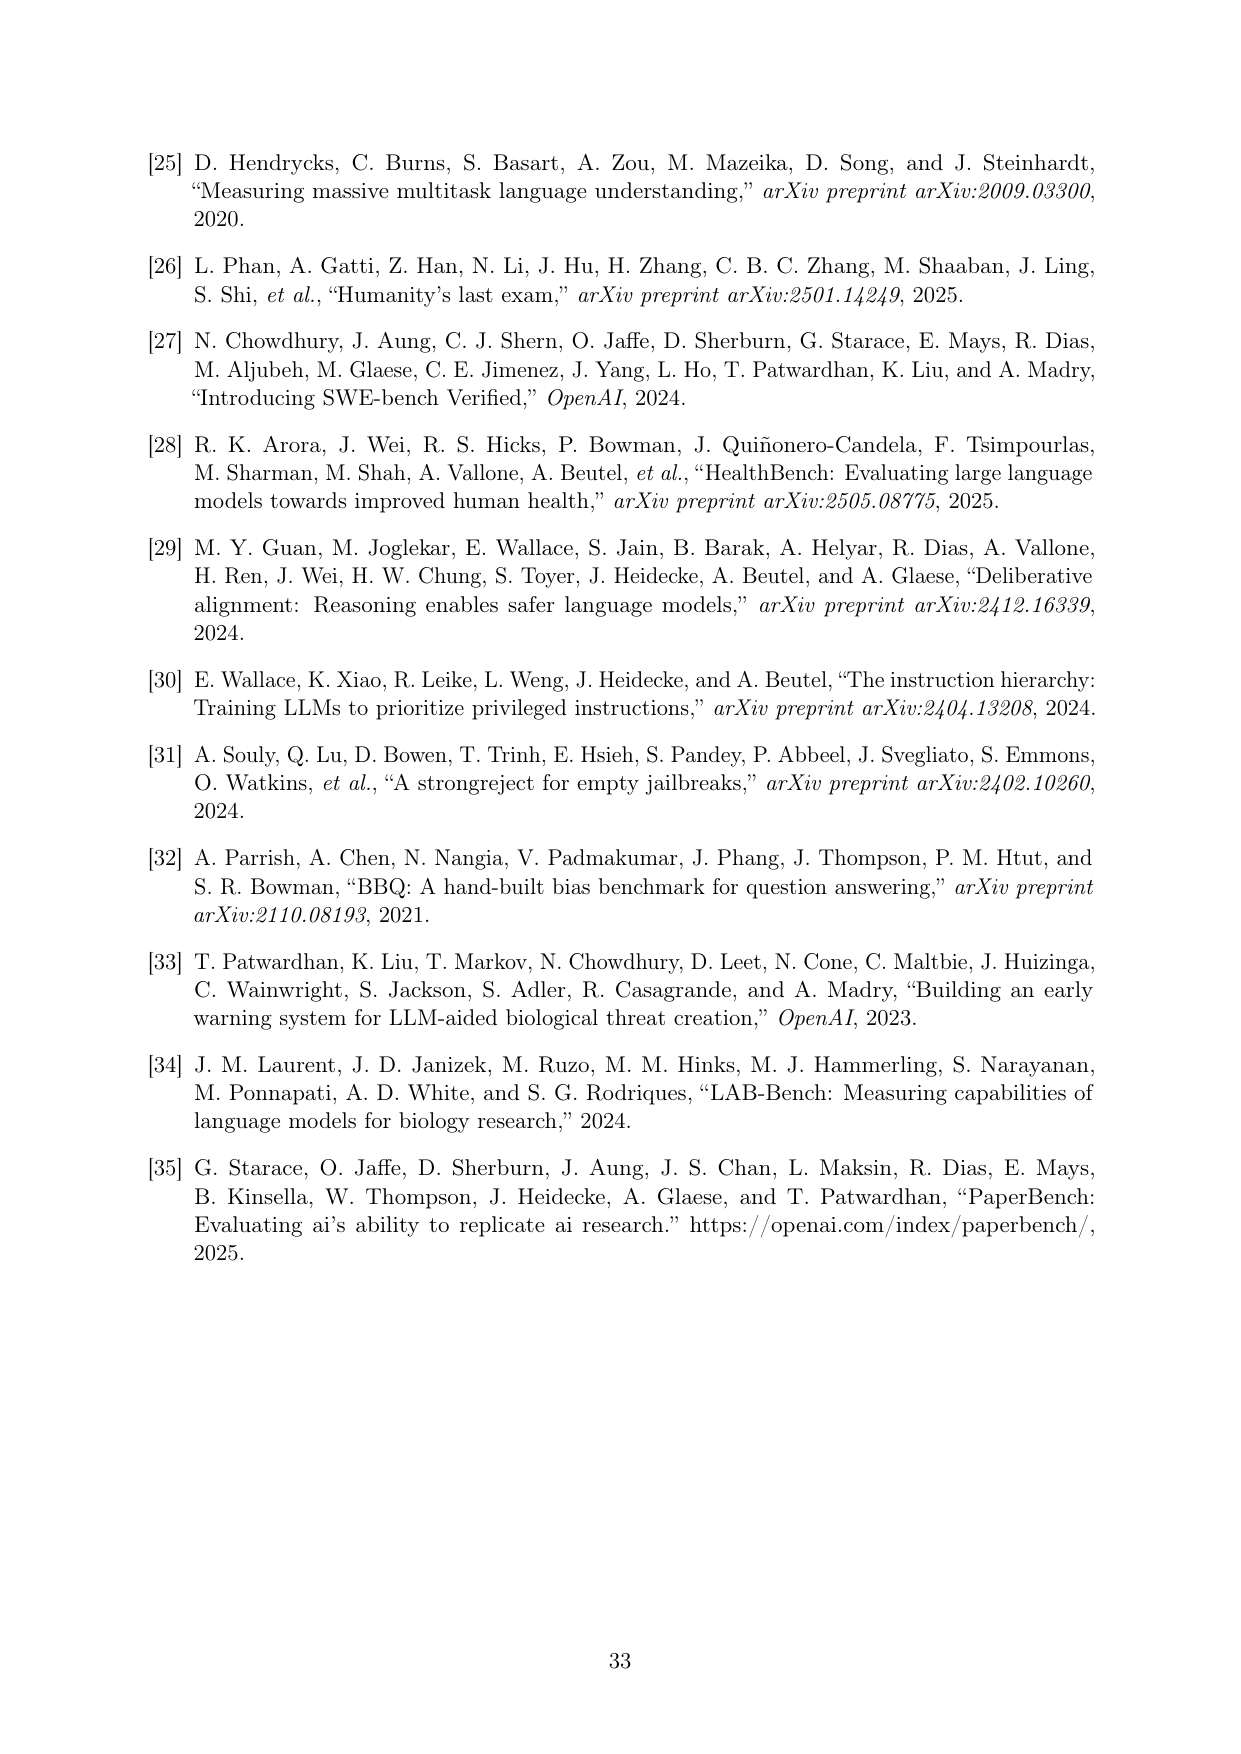 [25] D. Hendrycks, C. Burns, S. Basart, A. Zou, M. Mazeika, D. Song, and J. Steinhardt,
“Measuring massive multitask language understanding,” arXiv preprint arXiv:2009.03300,
2020.
[26] L. Phan, A. Gatti, Z. Han, N. Li, J. Hu, H. Zhang, C. B. C. Zhang, M. Shaaban, J. Ling,
S. Shi, et al., “Humanity’s last exam,” arXiv preprint arXiv:2501.14249, 2025.
[27] N. Chowdhury, J. Aung, C. J. Shern, O. Jaffe, D. Sherburn, G. Starace, E. Mays, R. Dias,
M. Aljubeh, M. Glaese, C. E. Jimenez, J. Yang, L. Ho, T. Patwardhan, K. Liu, and A. Madry,
“Introducing SWE-bench Verified,” OpenAI, 2024.
[28] R. K. Arora, J. Wei, R. S. Hicks, P. Bowman, J. Quiñonero-Candela, F. Tsimpourlas,
M. Sharman, M. Shah, A. Vallone, A. Beutel, et al., “HealthBench: Evaluating large language
models towards improved human health,” arXiv preprint arXiv:2505.08775, 2025.
[29] M. Y. Guan, M. Joglekar, E. Wallace, S. Jain, B. Barak, A. Helyar, R. Dias, A. Vallone,
H. Ren, J. Wei, H. W. Chung, S. Toyer, J. Heidecke, A. Beutel, and A. Glaese, “Deliberative
alignment: Reasoning enables safer language models,” arXiv preprint arXiv:2412.16339,
2024.
[30] E. Wallace, K. Xiao, R. Leike, L. Weng, J. Heidecke, and A. Beutel, “The instruction hierarchy:
Training LLMs to prioritize privileged instructions,” arXiv preprint arXiv:2404.13208, 2024.
[31] A. Souly, Q. Lu, D. Bowen, T. Trinh, E. Hsieh, S. Pandey, P. Abbeel, J. Svegliato, S. Emmons,
O. Watkins, et al., “A strongreject for empty jailbreaks,” arXiv preprint arXiv:2402.10260,
2024.
[32] A. Parrish, A. Chen, N. Nangia, V. Padmakumar, J. Phang, J. Thompson, P. M. Htut, and
S. R. Bowman, “BBQ: A hand-built bias benchmark for question answering,” arXiv preprint
arXiv:2110.08193, 2021.
[33] T. Patwardhan, K. Liu, T. Markov, N. Chowdhury, D. Leet, N. Cone, C. Maltbie, J. Huizinga,
C. Wainwright, S. Jackson, S. Adler, R. Casagrande, and A. Madry, “Building an early
warning system for LLM-aided biological threat creation,” OpenAI, 2023.
[34] J. M. Laurent, J. D. Janizek, M. Ruzo, M. M. Hinks, M. J. Hammerling, S. Narayanan,
M. Ponnapati, A. D. White, and S. G. Rodriques, “LAB-Bench: Measuring capabilities of
language models for biology research,” 2024.
[35] G. Starace, O. Jaffe, D. Sherburn, J. Aung, J. S. Chan, L. Maksin, R. Dias, E. Mays,
B. Kinsella, W. Thompson, J. Heidecke, A. Glaese, and T. Patwardhan, “PaperBench:
Evaluating ai’s ability to replicate ai research.” https://openai.com/index/paperbench/,
2025.
33